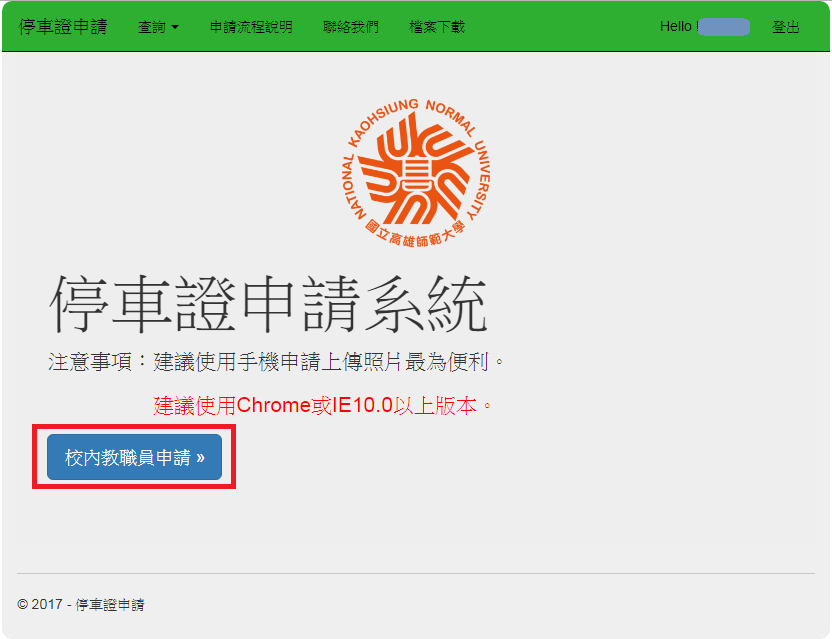 停車證申請 查詢 申請流程說明 聯絡我們 檔案下載 Hello ! 登出
NATIONAL KAOHSIUNG NORMAL UNIVERSITY
國立高雄師範大學
停車證申請系統
注意事項：建議使用手機申請上傳照片最為便利。
建議使用Chrome或IE10.0以上版本。
校內教職員申請 »
© 2017 - 停車證申請